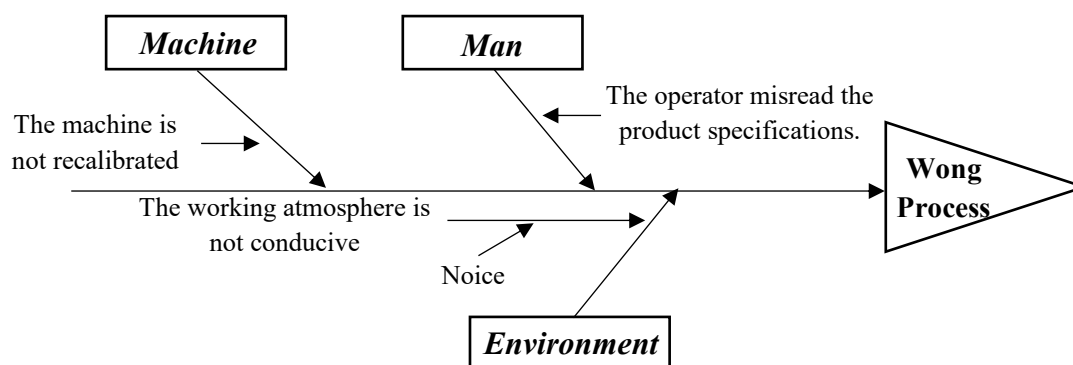 Machine
Man
The operator misread the
product specifications.
The machine is
not recalibrated
Wong
Process
The working atmosphere is
not conducive
Noice
Environment